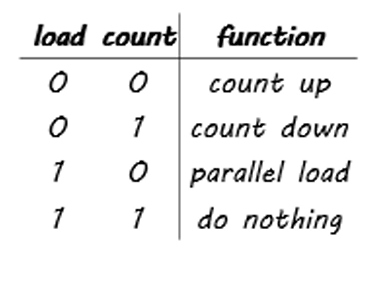 load count function
0 0 count up
0 1 count down
1 0 parallel load
1 1 do nothing